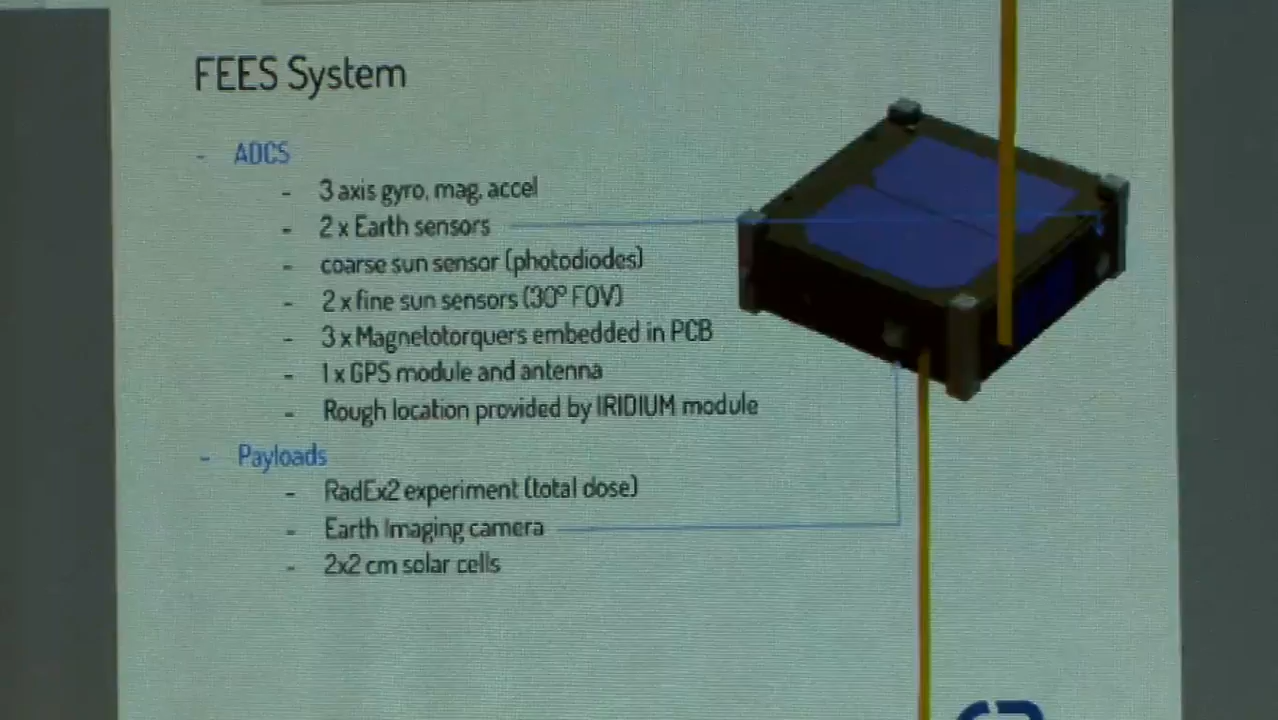 FEES System
- ADCS
- 3 axis gyro, mag, accel
- 2 x Earth sensors
- coarse sun sensor (photodiodes)
- 2 x fine sun sensors (30° FOV)
- 3 x Magnelotorquers embedded in PCB
- 1 x GPS module and antenna
- Rough location provided by IRIDIUM module
- Payloads
- RadEx2 experiment (total dose)
- Earth Imaging camera
- 2x2 cm solar cells